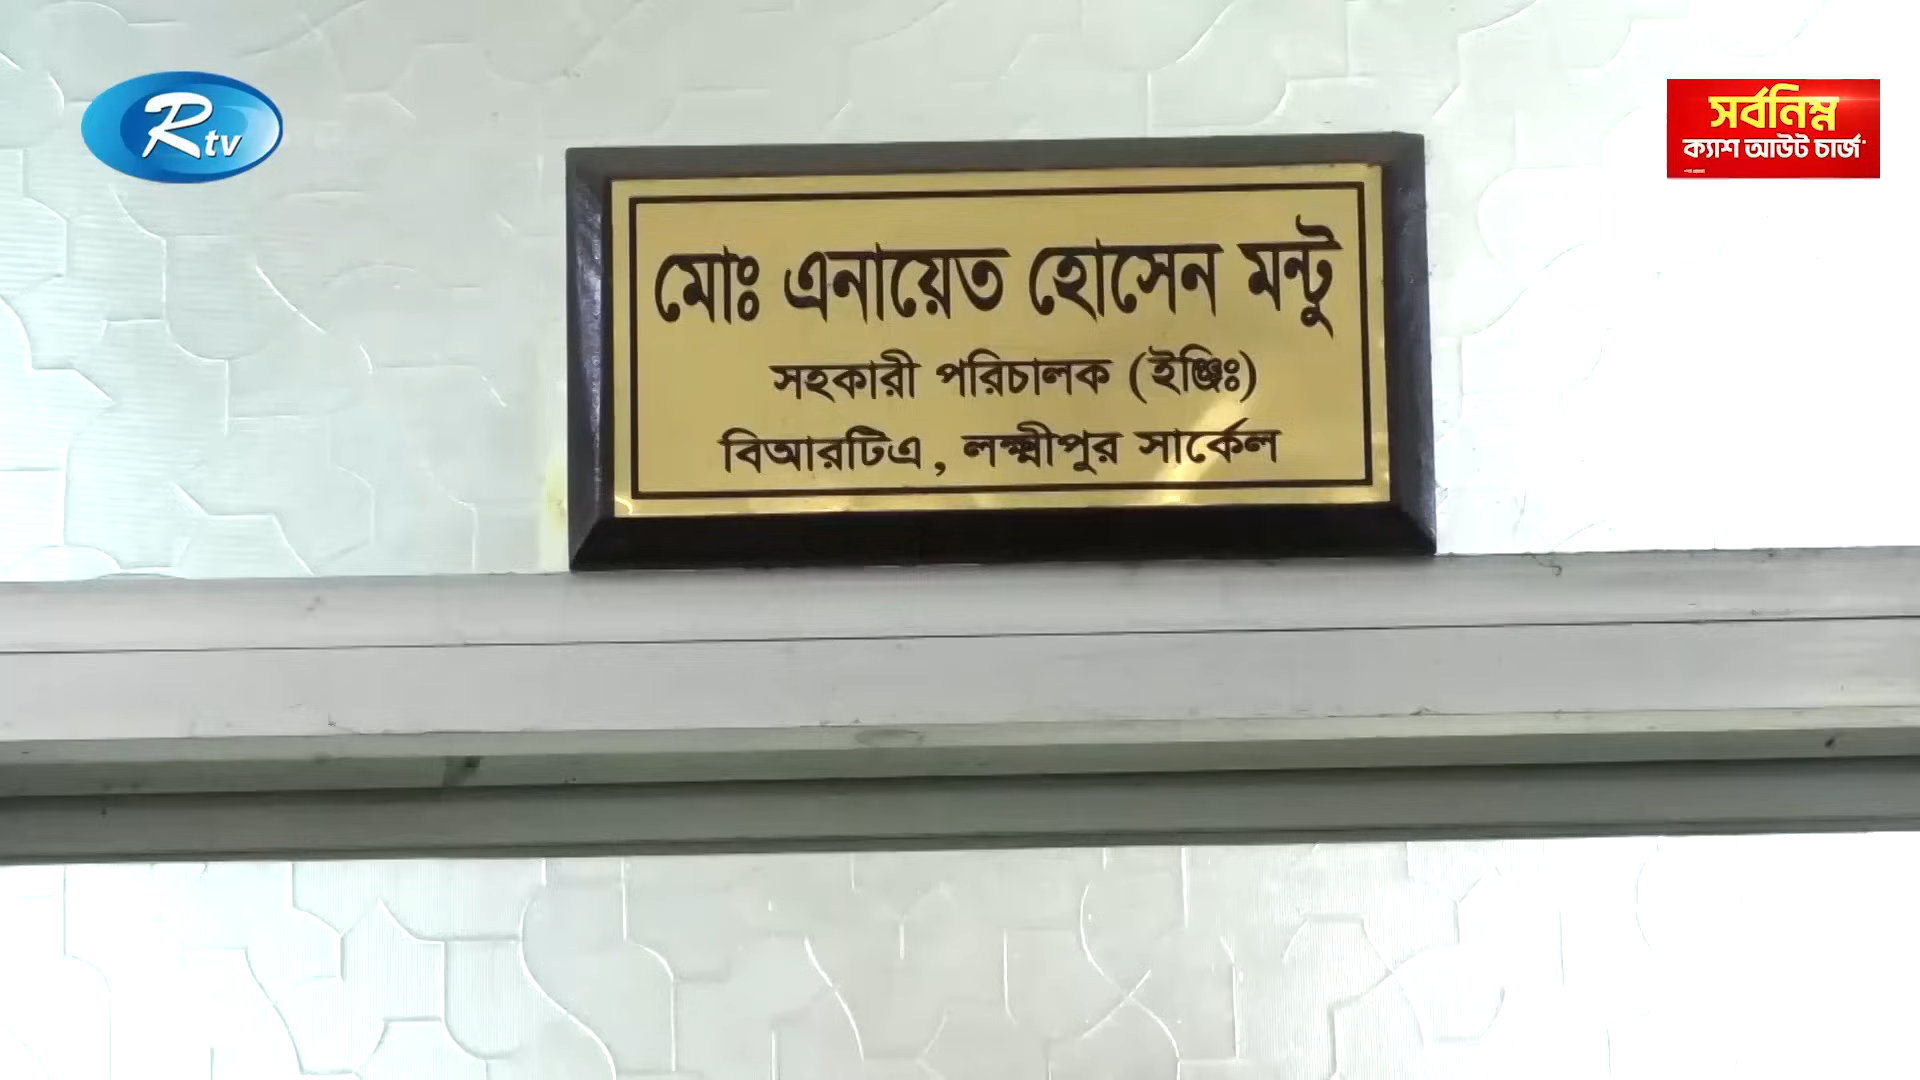 Rtv
সর্বনিম্ন
ক্যাশ আউট চার্জ
মোঃ এনায়েত হোসেন মন্টু
সহকারী পরিচালক (ইঞ্জিঃ)
বিআরটিএ, লক্ষ্মীপুর সার্কেল